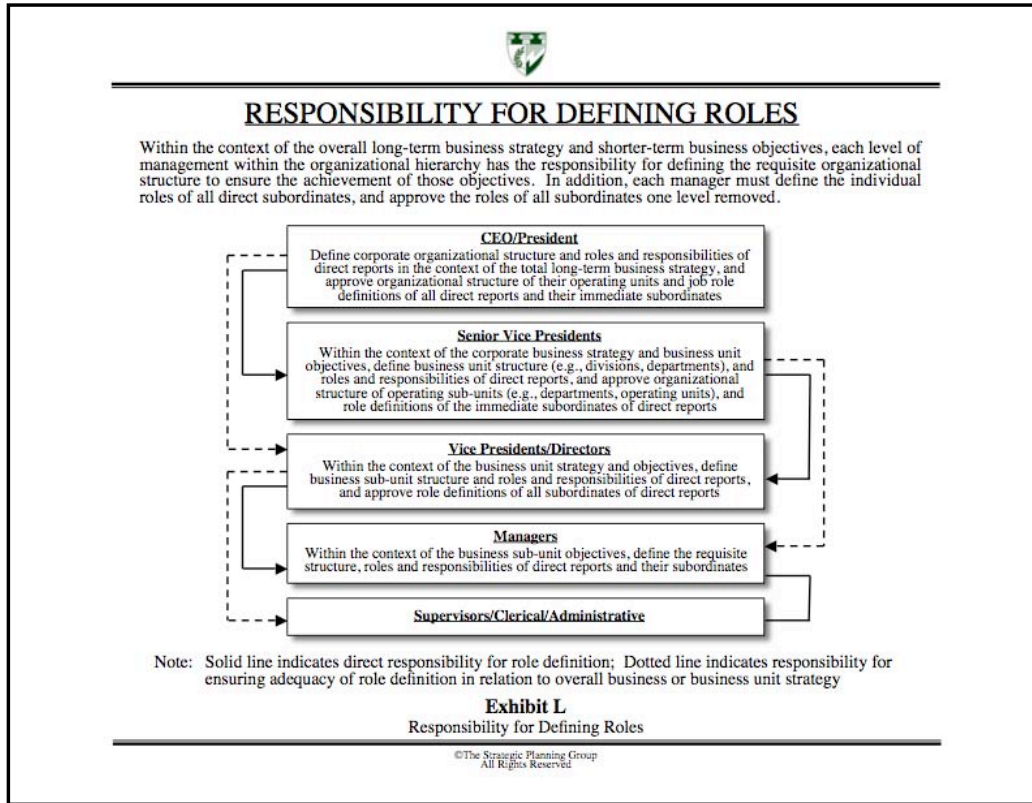 RESPONSIBILITY FOR DEFINING ROLES
Within the context of the overall long-term business strategy and shorter-term business objectives, each level of
management within the organizational hierarchy has the responsibility for defining the requisite organizational
structure to ensure the achievement of those objectives.  In addition, each manager must define the individual
roles of all direct subordinates, and approve the roles of all subordinates one level removed.
CEO/President
Define corporate organizational structure and roles and responsibilities of
direct reports in the context of the total long-term business strategy, and
approve organizational structure of their operating units and job role
definitions of all direct reports and their immediate subordinates
Senior Vice Presidents
Within the context of the corporate business strategy and business unit
objectives, define business unit structure (e.g., divisions, departments), and
roles and responsibilities of direct reports, and approve organizational
structure of operating sub-units (e.g., departments, operating units), and
role definitions of the immediate subordinates of direct reports
Vice Presidents/Directors
Within the context of the business unit strategy and objectives, define
business sub-unit structure and roles and responsibilities of direct reports,
and approve role definitions of all subordinates of direct reports
Managers
Within the context of the business sub-unit objectives, define the requisite
structure, roles and responsibilities of direct reports and their subordinates
Supervisors/Clerical/Administrative
Note:  Solid line indicates direct responsibility for role definition;  Dotted line indicates responsibility for
ensuring adequacy of role definition in relation to overall business or business unit strategy
Exhibit L
Responsibility for Defining Roles
©The Strategic Planning Group
All Rights Reserved